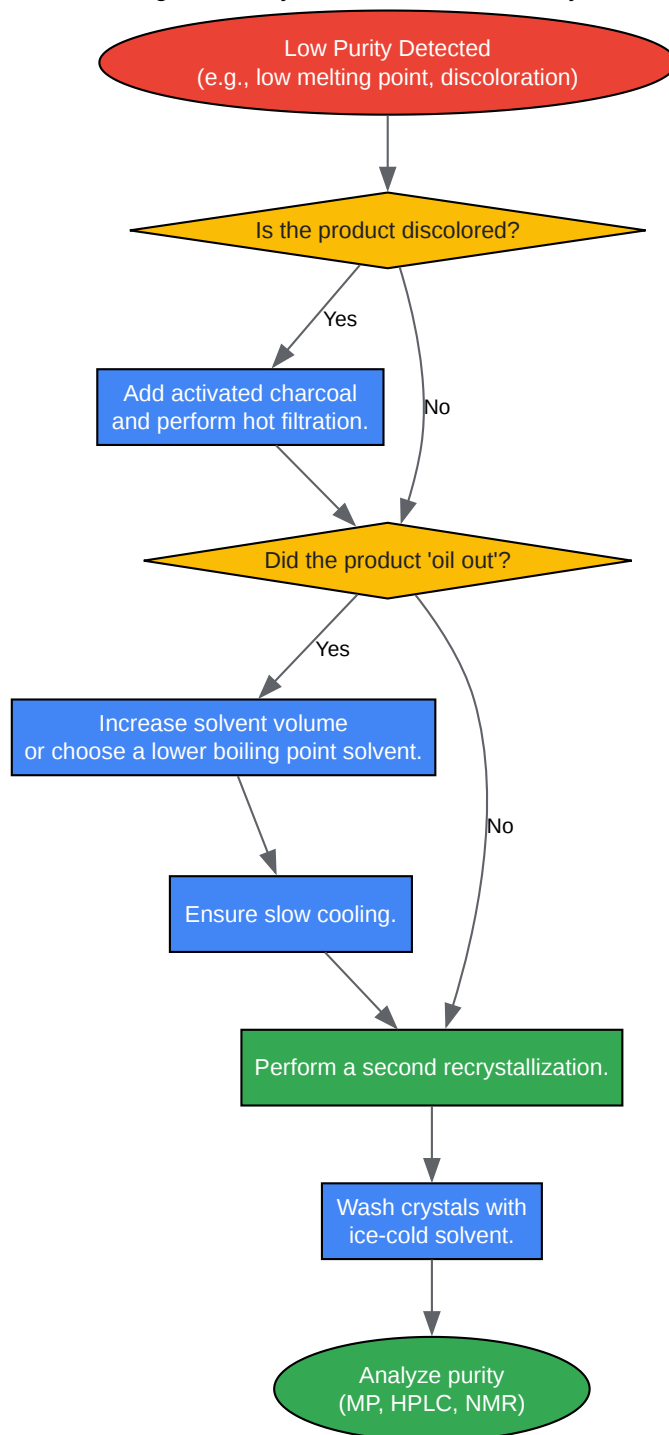 Low Purity Detected
(e.g., low melting point, discoloration)
Is the product discolored?
Yes
Add activated charcoal
and perform hot filtration.
No
Did the product 'oil out'?
Yes
Increase solvent volume
or choose a lower boiling point solvent.
No
Ensure slow cooling.
Perform a second recrystallization.
Wash crystals with
ice-cold solvent.
Analyze purity
(MP, HPLC, NMR)